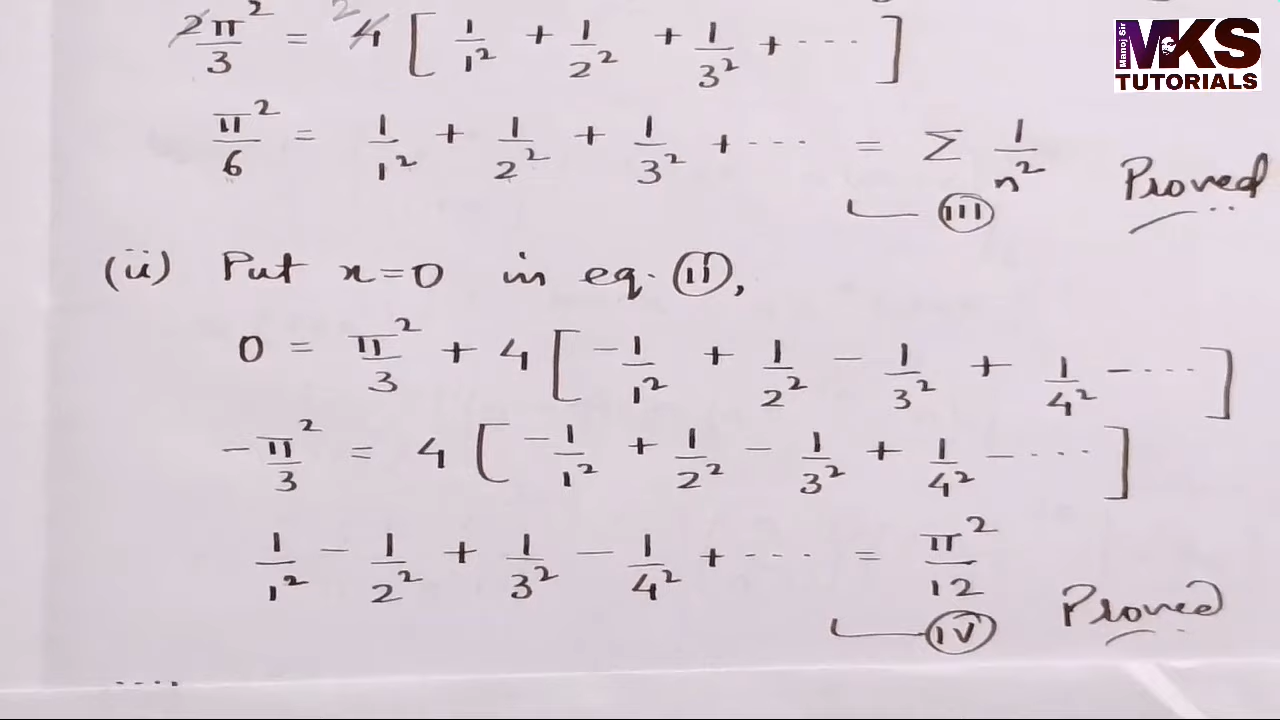 Manoj Sir MKS
TUTORIALS
2π²/3 = 2 4 [ 1/1² + 1/2² + 1/3² + ---- ]
π²/6 = 1/1² + 1/2² + 1/3² + ---- = Σ 1/n² Proved
III
(ii) Put x=0 in eq. II,
0 = π²/3 + 4 [ -1/1² + 1/2² - 1/3² + 1/4² - ---- ]
-π²/3 = 4 [ -1/1² + 1/2² - 1/3² + 1/4² - ---- ]
1/1² - 1/2² + 1/3² - 1/4² + ---- = π²/12
IV Proved